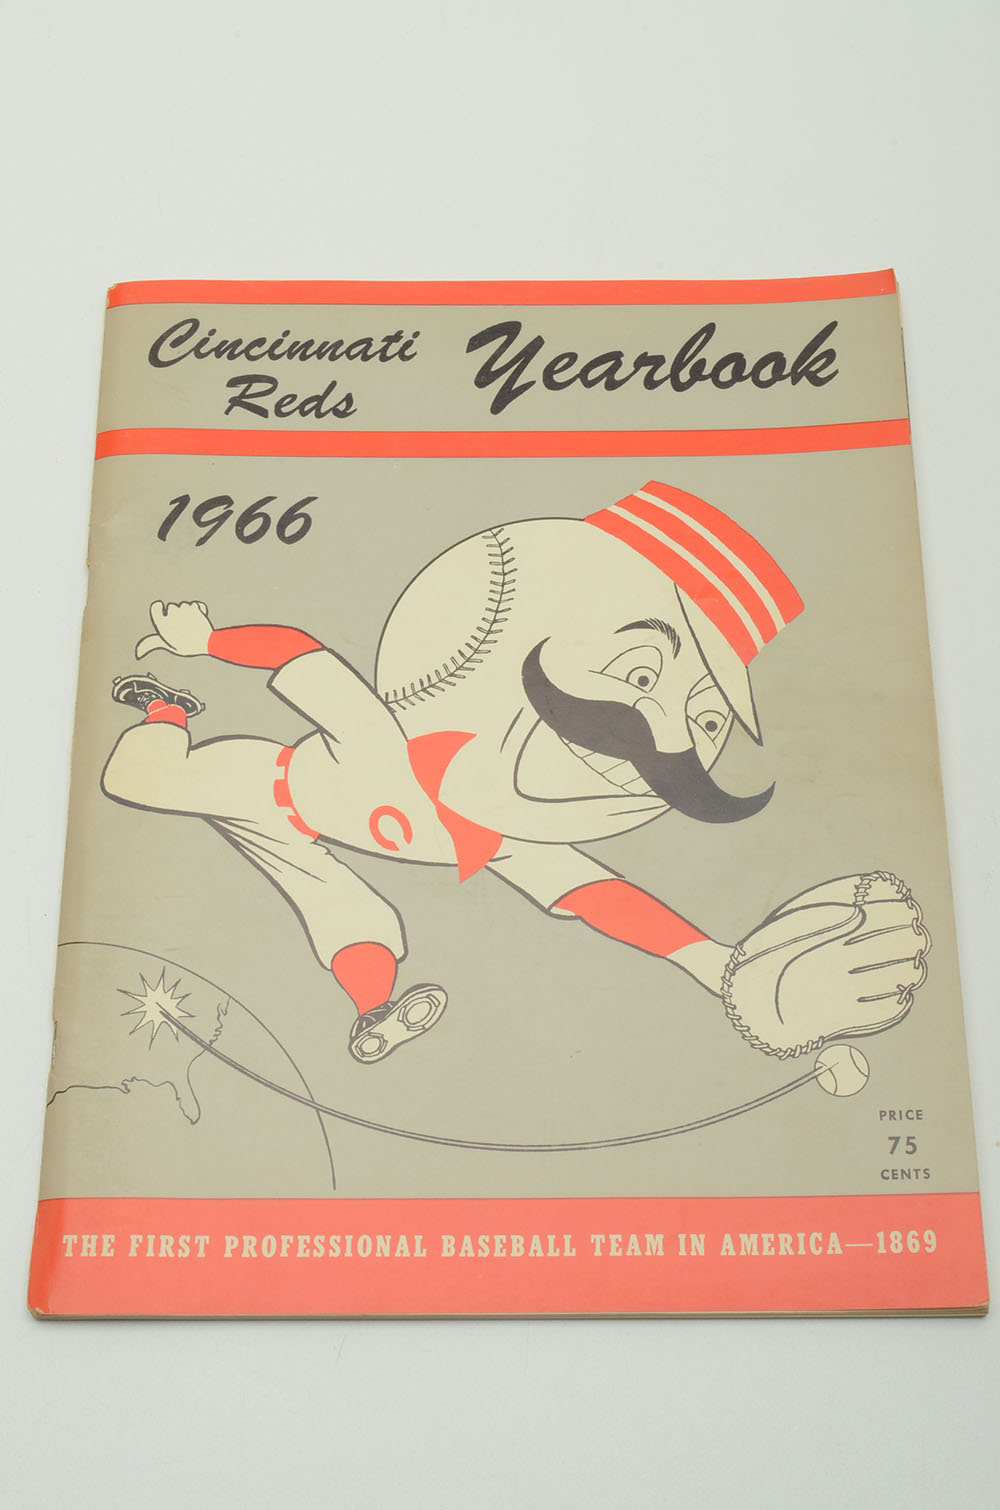 Cincinnati
Reds
Yearbook
1966
C
PRICE
75
CENTS
THE FIRST PROFESSIONAL BASEBALL TEAM IN AMERICA—1869